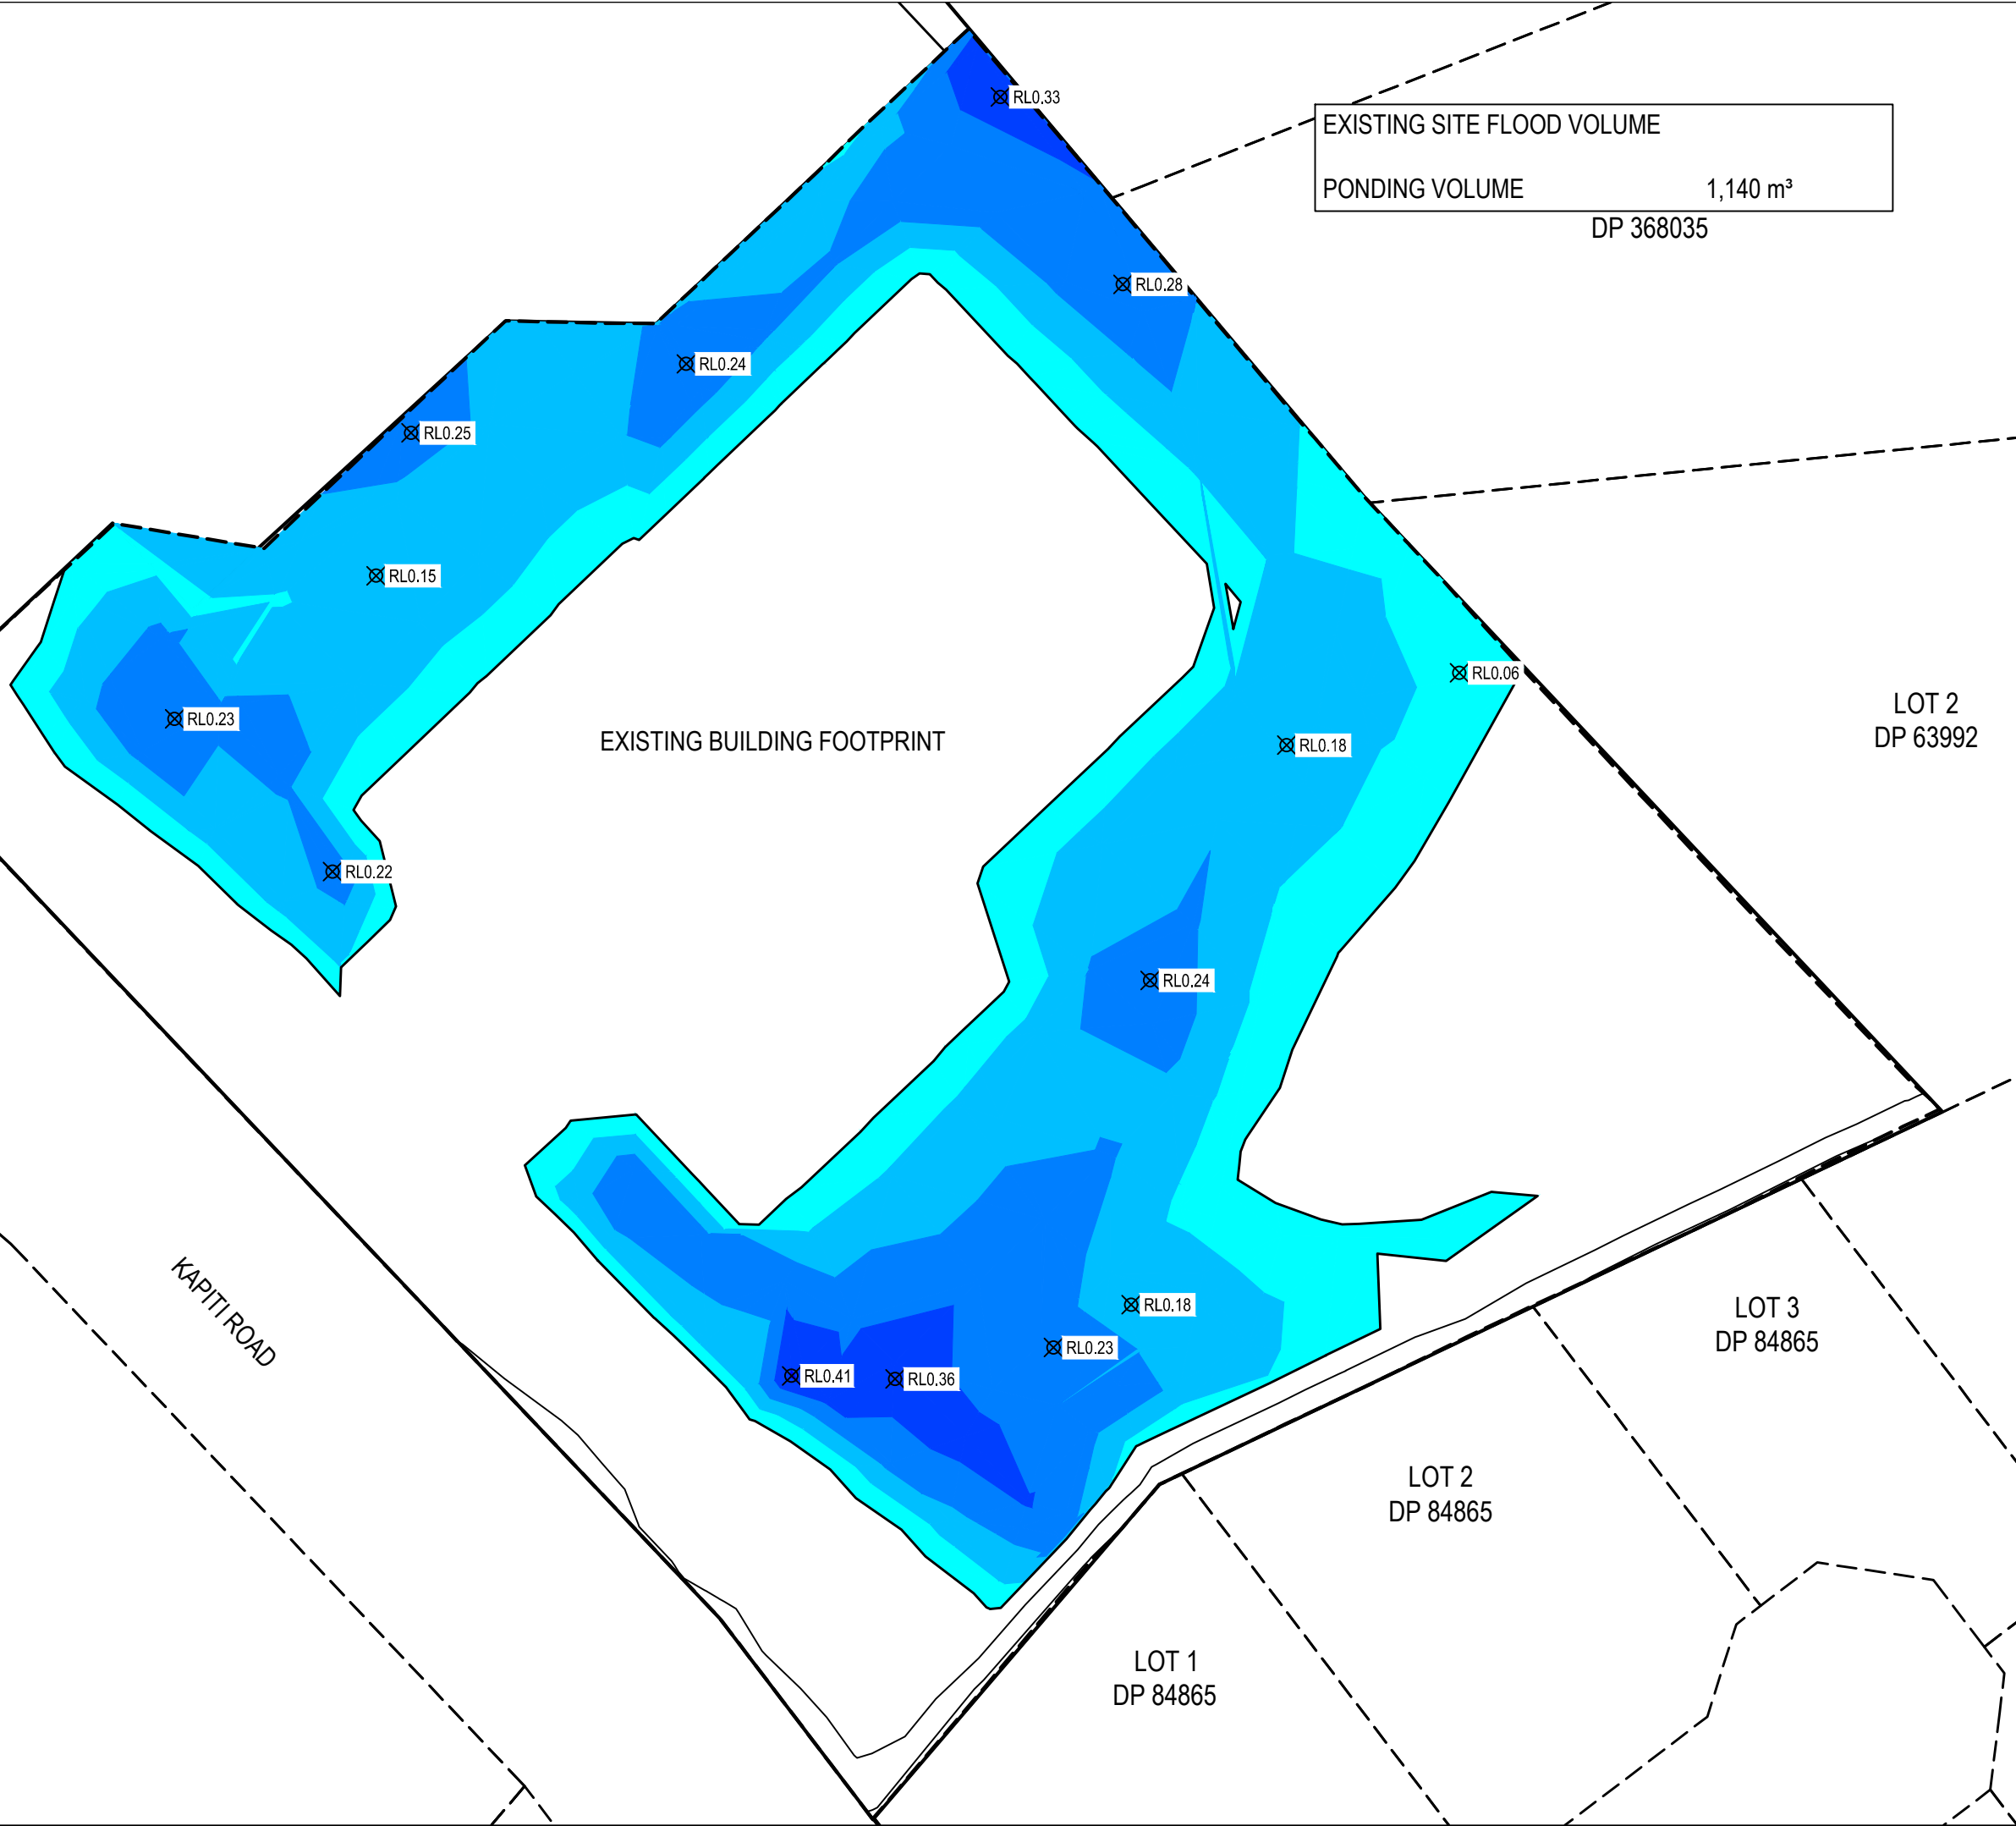 RL0.33
EXISTING SITE FLOOD VOLUME
PONDING VOLUME 1,140 m³
DP 368035
RL0.28
RL0.24
RL0.25
RL0.15
RL0.06
LOT 2
DP 63992
RL0.23
EXISTING BUILDING FOOTPRINT
RL0.18
RL0.22
RL0.24
KAPITI ROAD
RL0.18
LOT 3
DP 84865
RL0.23
RL0.41
RL0.36
LOT 2
DP 84865
LOT 1
DP 84865